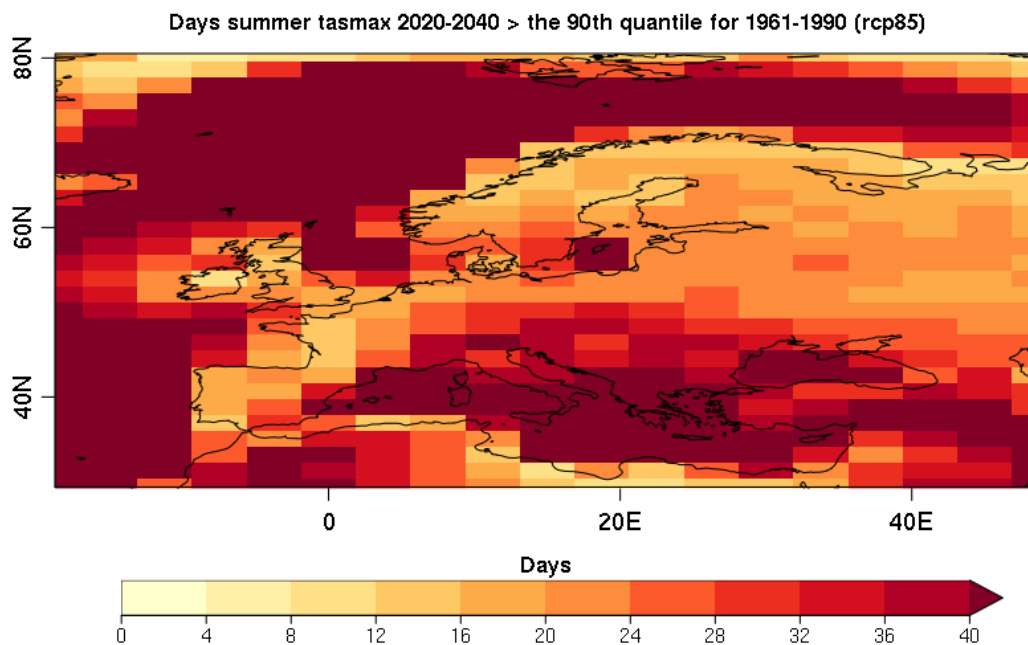 Days summer tasmax 2020-2040 > the 90th quantile for 1961-1990 (rcp85)
80N
60N
40N
0 20E 40E
Days
0 4 8 12 16 20 24 28 32 36 40